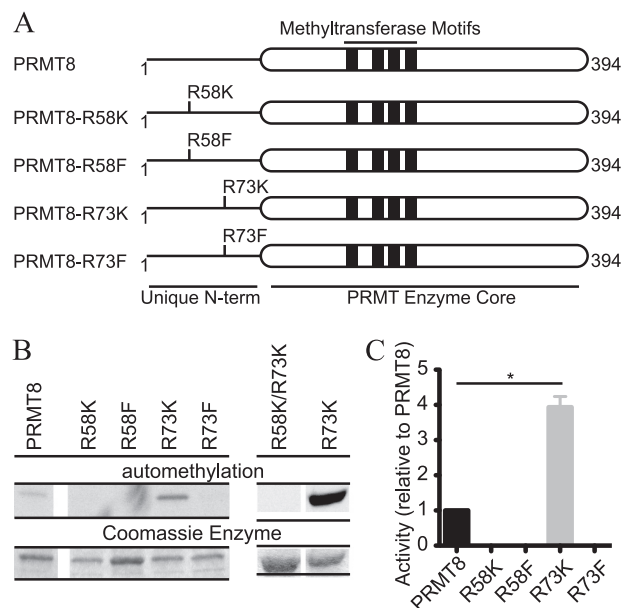 A
Methyltransferase Motifs
PRMT8 1 394
R58K
PRMT8-R58K 1 394
R58F
PRMT8-R58F 1 394
R73K
PRMT8-R73K 1 394
R73F
PRMT8-R73F 1 394
Unique N-term PRMT Enzyme Core
B
PRMT8 R58K R58F R73K R73F R58K/R73K R73K
automethylation
Coomassie Enzyme
C
Activity (relative to PRMT8)
5
4
3
2
1
0
*
PRMT8 R58K R58F R73K R73F